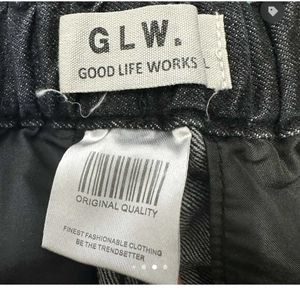 GLW.
GOOD LIFE WORKS
L
ORIGINAL QUALITY
FINEST FASHIONABLE CLOTHING
BE THE TRENDSETTER